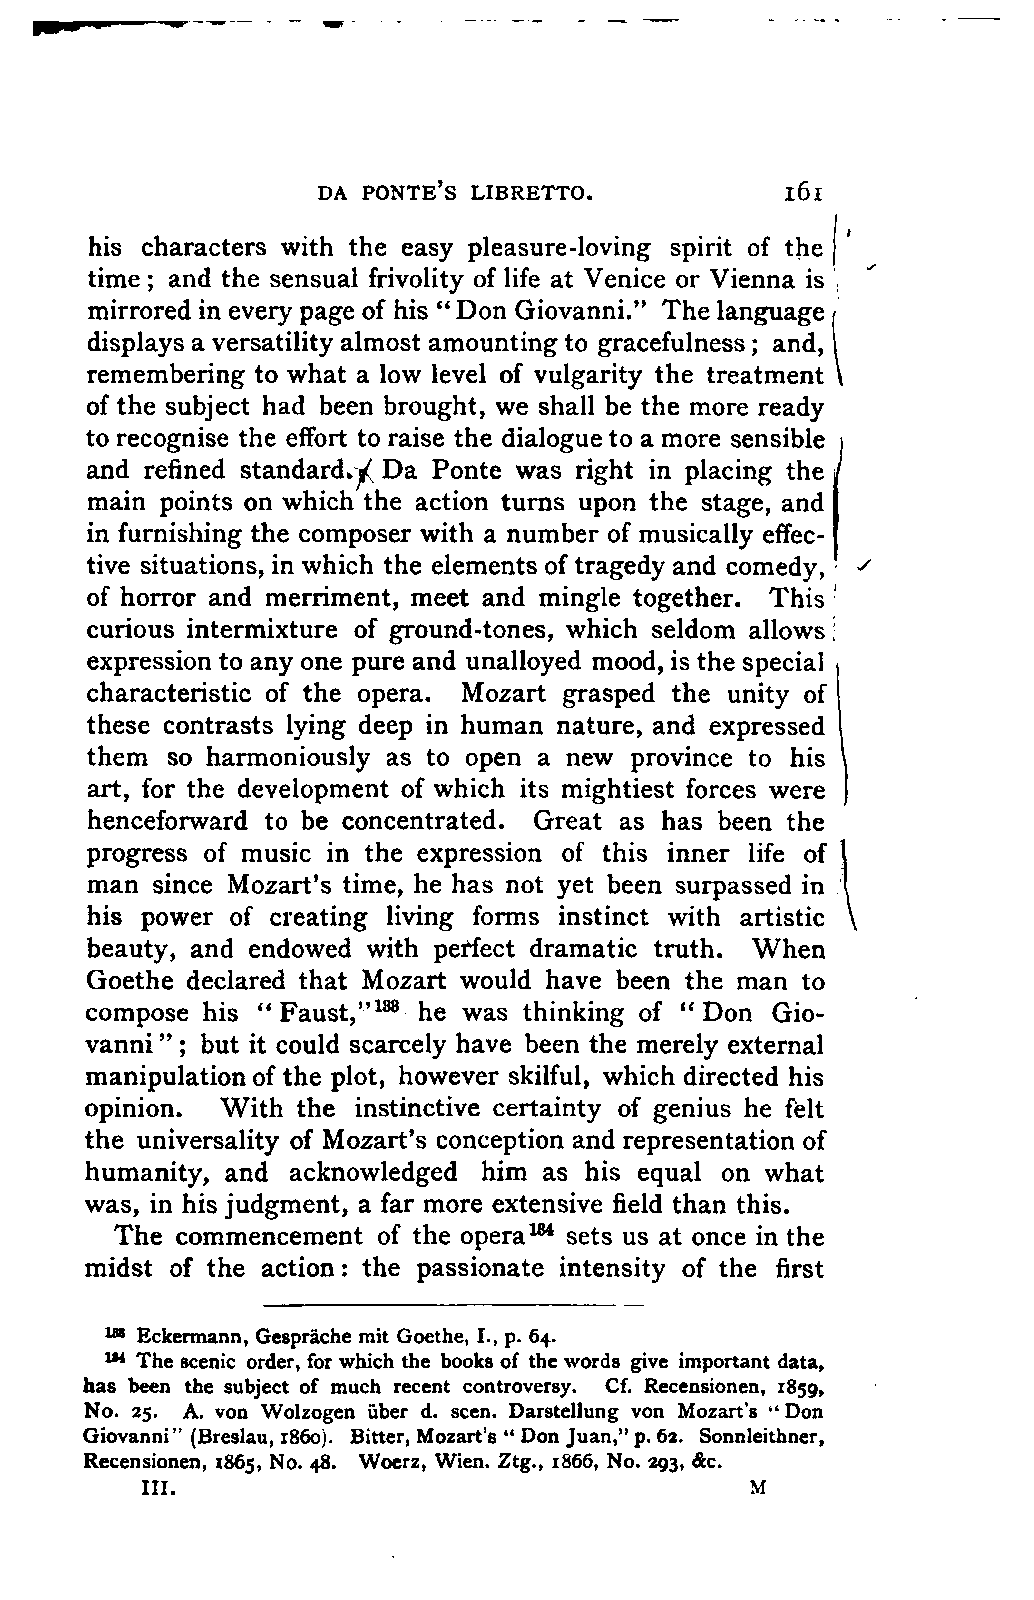 DA PONTE'S LIBRETTO. 161
his characters with the easy pleasure-loving spirit of the
time; and the sensual frivolity of life at Venice or Vienna is
mirrored in every page of his "Don Giovanni." The language
displays a versatility almost amounting to gracefulness; and,
remembering to what a low level of vulgarity the treatment
of the subject had been brought, we shall be the more ready
to recognise the effort to raise the dialogue to a more sensible
and refined standard. Da Ponte was right in placing the
main points on which the action turns upon the stage, and
in furnishing the composer with a number of musically effec-
tive situations, in which the elements of tragedy and comedy,
of horror and merriment, meet and mingle together. This
curious intermixture of ground-tones, which seldom allows
expression to any one pure and unalloyed mood, is the special
characteristic of the opera. Mozart grasped the unity of
these contrasts lying deep in human nature, and expressed
them so harmoniously as to open a new province to his
art, for the development of which its mightiest forces were
henceforward to be concentrated. Great as has been the
progress of music in the expression of this inner life of
man since Mozart's time, he has not yet been surpassed in
his power of creating living forms instinct with artistic
beauty, and endowed with perfect dramatic truth. When
Goethe declared that Mozart would have been the man to
compose his "Faust,"183 he was thinking of "Don Gio-
vanni"; but it could scarcely have been the merely external
manipulation of the plot, however skilful, which directed his
opinion. With the instinctive certainty of genius he felt
the universality of Mozart's conception and representation of
humanity, and acknowledged him as his equal on what
was, in his judgment, a far more extensive field than this.
The commencement of the opera184 sets us at once in the
midst of the action: the passionate intensity of the first
183 Eckermann, Gespräche mit Goethe, I., p. 64.
184 The scenic order, for which the books of the words give important data,
has been the subject of much recent controversy. Cf. Recensionen, 1859,
No. 25. A. von Wolzogen über d. scen. Darstellung von Mozart's "Don
Giovanni" (Breslau, 1860). Bitter, Mozart's "Don Juan," p. 62. Sonnleithner,
Recensionen, 1865, No. 48. Woerz, Wien. Ztg., 1866, No. 293, &c.
III. M